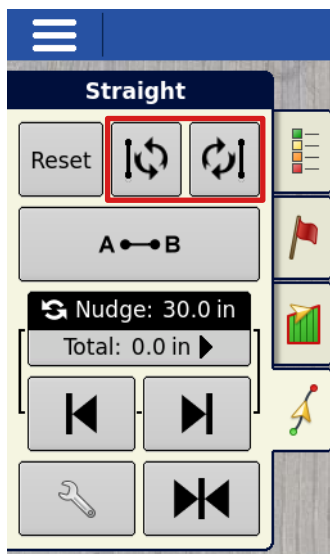 Straight
Reset
A B
Nudge: 30.0 in
Total: 0.0 in